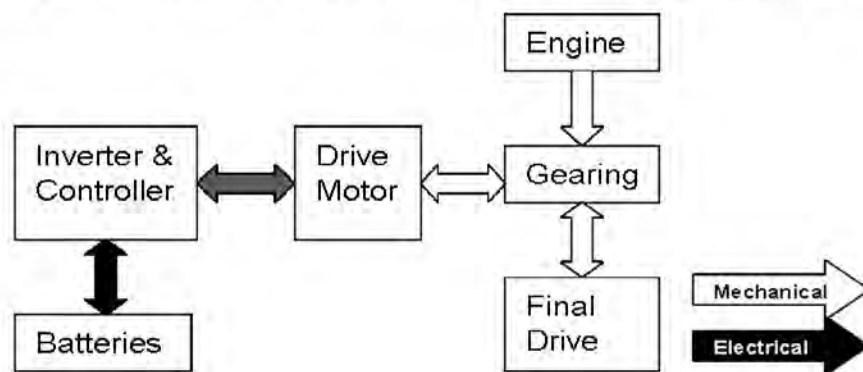 Engine
Inverter &
Controller
Drive
Motor
Gearing
Batteries
Final
Drive
Mechanical
Electrical